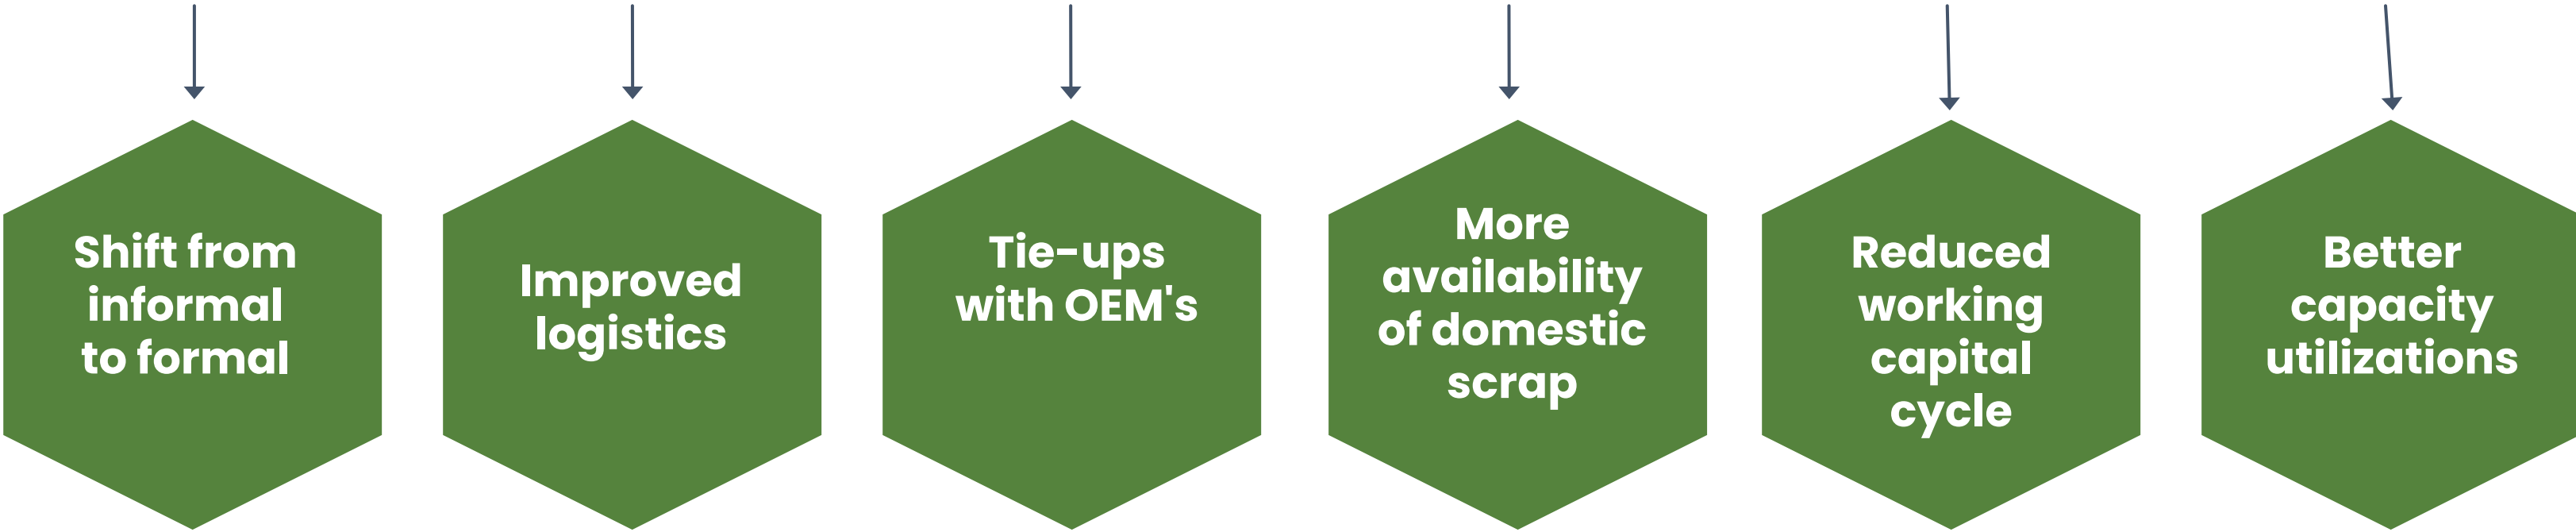 Shift from
informal
to formal
Improved
logistics
Tie-ups
with OEM's
More
availability
of domestic
scrap
Reduced
working
capital
cycle
Better
capacity
utilizations